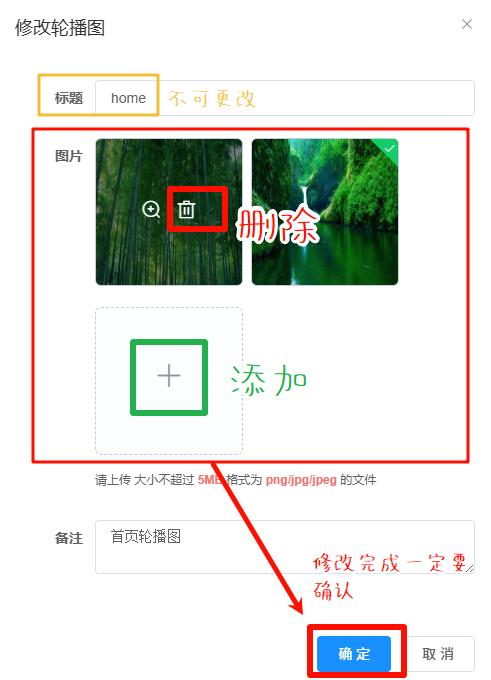 修改轮播图
标题 home 不可更改
图片
删除
添加
请上传 大小不超过 5MB 格式为 png/jpg/jpeg 的文件
备注 首页轮播图
修改完成一定要
确认
确定 取消